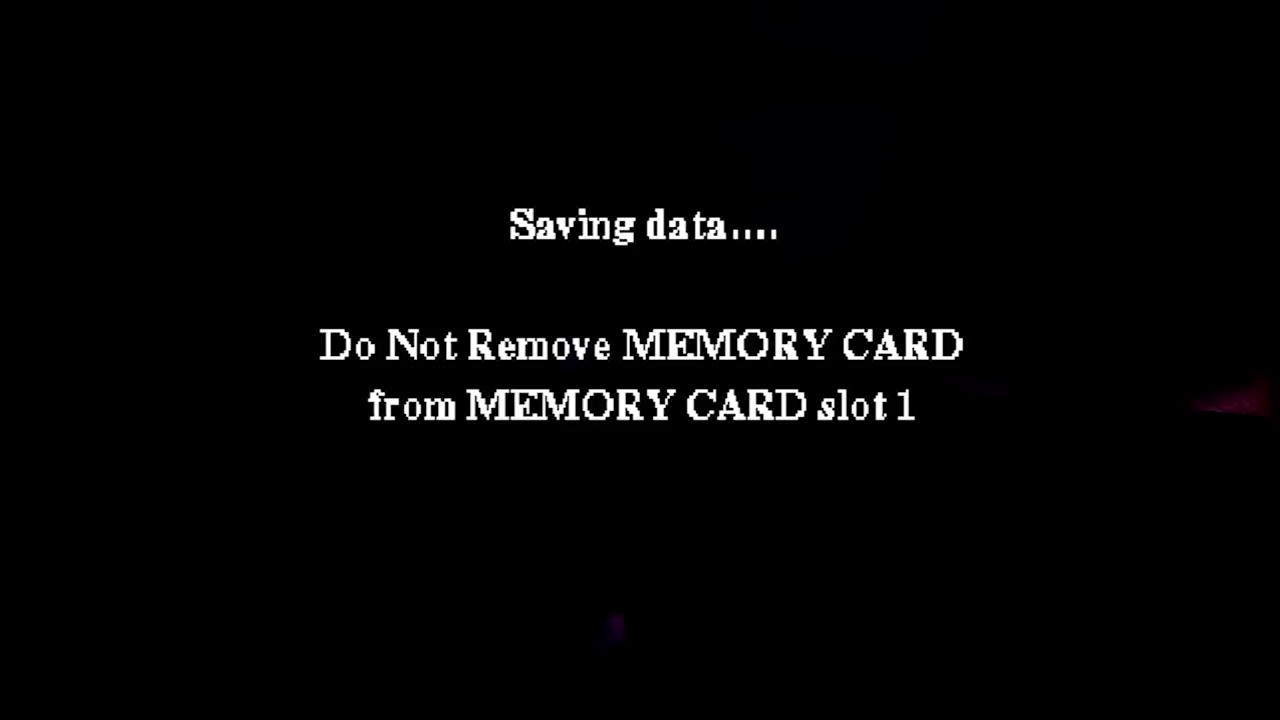 Saving data....
Do Not Remove MEMORY CARD
from MEMORY CARD slot 1